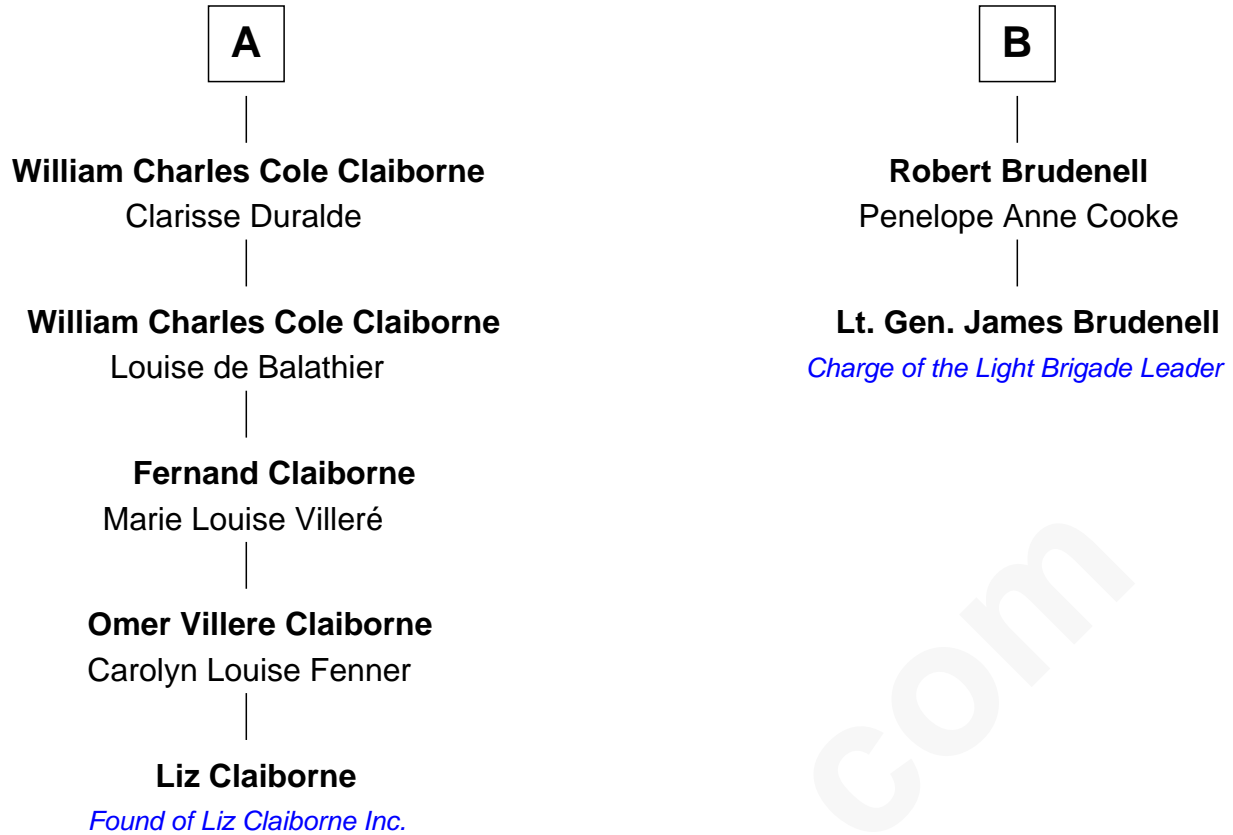 A
William Charles Cole Claiborne
Clarisse Duralde
William Charles Cole Claiborne
Louise de Balathier
Fernand Claiborne
Marie Louise Villeré
Omer Villere Claiborne
Carolyn Louise Fenner
Liz Claiborne
Found of Liz Claiborne Inc.
B
Robert Brudenell
Penelope Anne Cooke
Lt. Gen. James Brudenell
Charge of the Light Brigade Leader
com